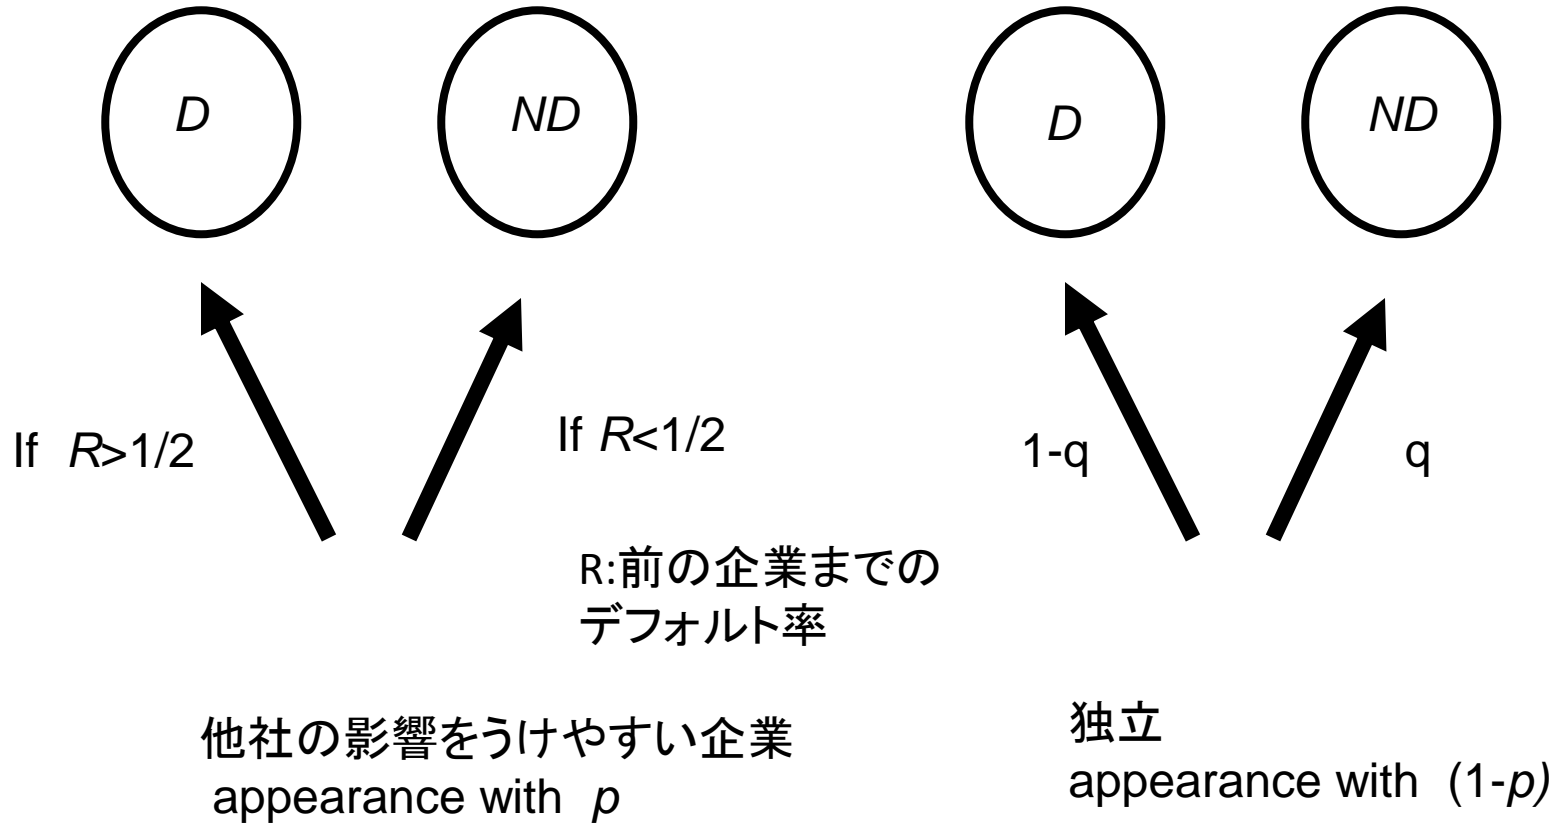 D
ND
D
ND
If R>1/2
If R<1/2
1-q
q
R:前の企業までの
デフォルト率
他社の影響をうけやすい企業
appearance with p
独立
appearance with (1-p)